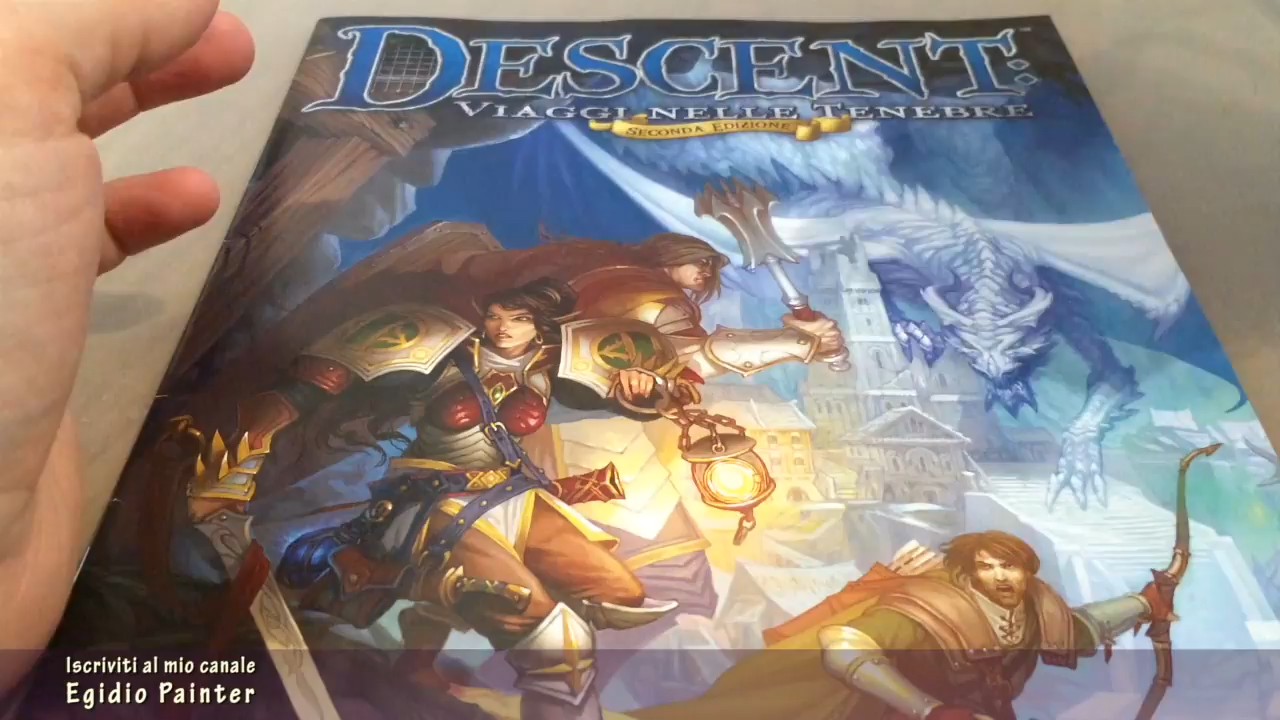 DESCENT:
VIAGGI NELLE TENEBRE
SECONDA EDIZIONE
Iscriviti al mio canale
Egidio Painter